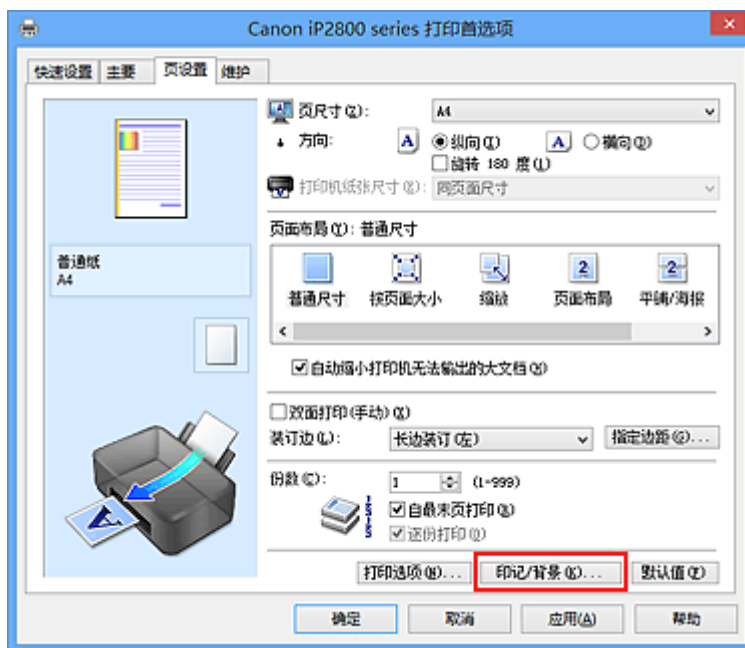 Canon iP2800 series 打印首选项
快速设置 主要 页设置 维护
页尺寸(Z): A4
方向: A 纵向(I) A 横向(D)
旋转 180 度(U)
打印机纸张尺寸(E): 同页面尺寸
页面布局(Y): 普通尺寸
普通纸
A4
普通尺寸 按页面大小 缩放 页面布局 平铺/海报
自动缩小打印机无法输出的大文档(W)
双面打印(手动)(X)
装订边(L): 长边装订(左) 指定边距(G)...
份数(C): 1 (1-999)
自最末页打印(R)
逐份打印(O)
打印选项(N)... 印记/背景(K)... 默认值(F)
确定 取消 应用(A) 帮助